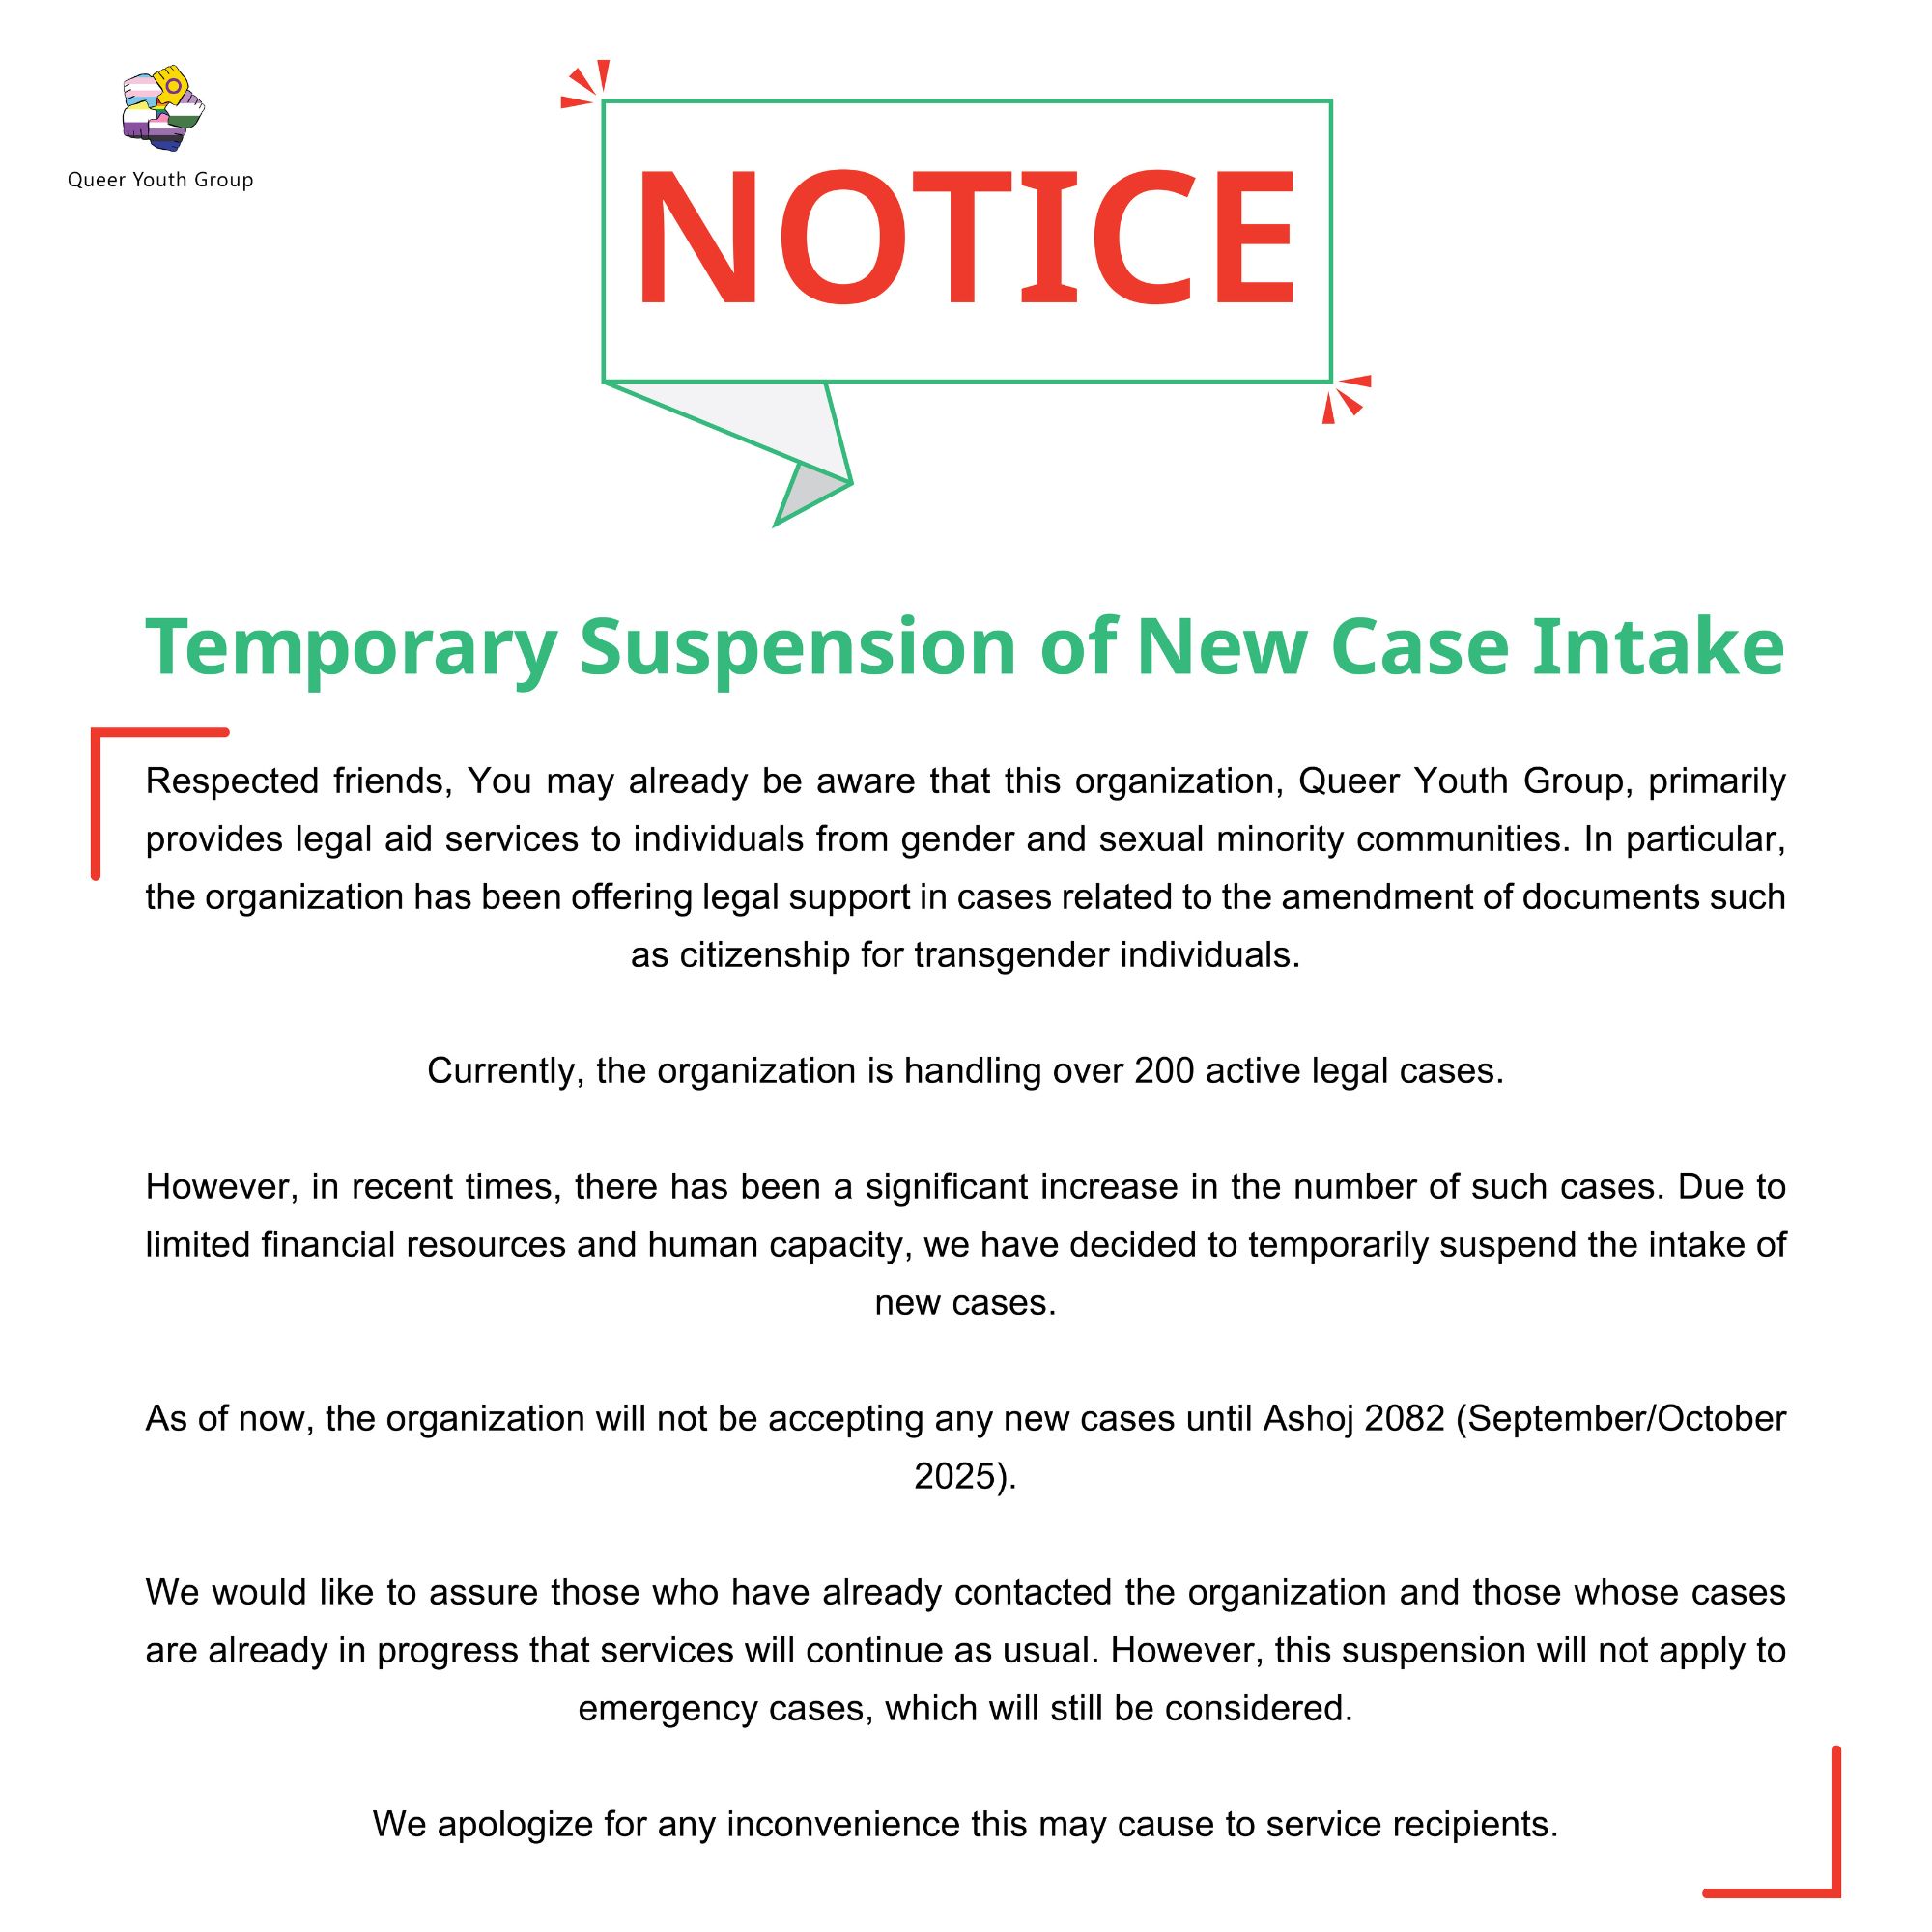 Queer Youth Group
NOTICE
Temporary Suspension of New Case Intake
Respected friends, You may already be aware that this organization, Queer Youth Group, primarily
provides legal aid services to individuals from gender and sexual minority communities. In particular,
the organization has been offering legal support in cases related to the amendment of documents such
as citizenship for transgender individuals.
Currently, the organization is handling over 200 active legal cases.
However, in recent times, there has been a significant increase in the number of such cases. Due to
limited financial resources and human capacity, we have decided to temporarily suspend the intake of
new cases.
As of now, the organization will not be accepting any new cases until Ashoj 2082 (September/October
2025).
We would like to assure those who have already contacted the organization and those whose cases
are already in progress that services will continue as usual. However, this suspension will not apply to
emergency cases, which will still be considered.
We apologize for any inconvenience this may cause to service recipients.